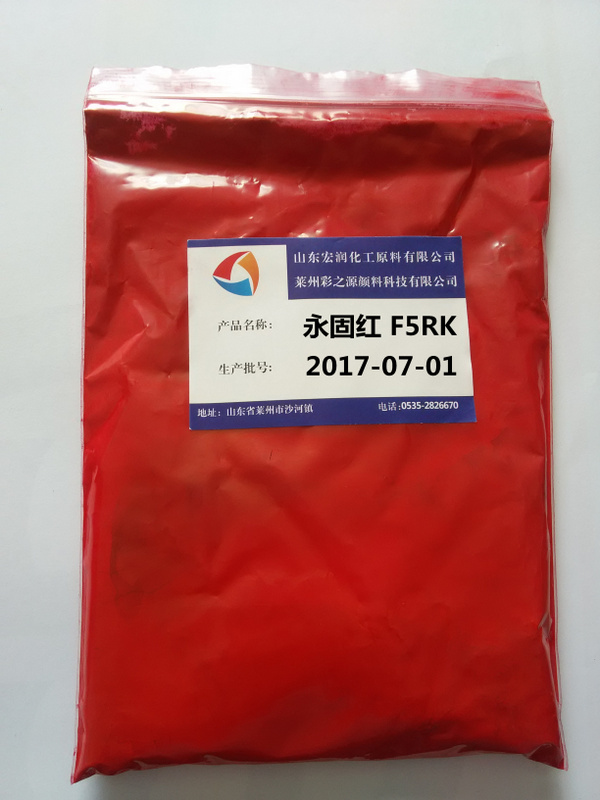 山东宏润化工原料有限公司
莱州彩之源颜料科技有限公司
产品名称: 永固红 F5RK
生产批号: 2017-07-01
地址: 山东省莱州市沙河镇 电话:0535-2826670